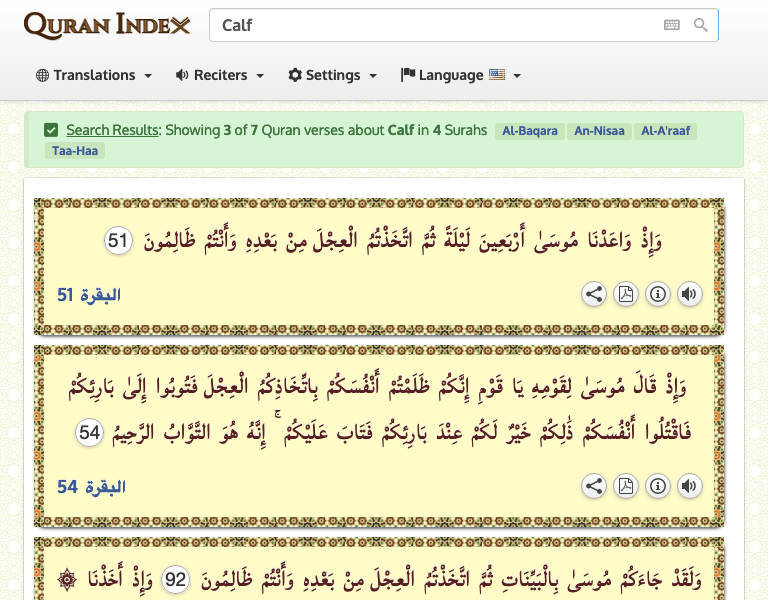 QURAN INDEX
Calf
Translations
Reciters
Settings
Language
Search Results: Showing 3 of 7 Quran verses about Calf in 4 Surahs Al-Baqara An-Nisaa Al-A'raaf
Taa-Haa
وَإِذْ وَاعَدْنَا مُوسَىٰ أَرْبَعِينَ لَيْلَةً ثُمَّ اتَّخَذْتُمُ الْعِجْلَ مِنْ بَعْدِهِ وَأَنْتُمْ ظَالِمُونَ 51
البقرة 51
وَإِذْ قَالَ مُوسَىٰ لِقَوْمِهِ يَا قَوْمِ إِنَّكُمْ ظَلَمْتُمْ أَنْفُسَكُمْ بِاتِّخَاذِكُمُ الْعِجْلَ فَتُوبُوا إِلَىٰ بَارِئِكُمْ
فَاقْتُلُوا أَنْفُسَكُمْ ذَٰلِكُمْ خَيْرٌ لَكُمْ عِنْدَ بَارِئِكُمْ فَتَابَ عَلَيْكُمْ ۚ إِنَّهُ هُوَ التَّوَّابُ الرَّحِيمُ 54
البقرة 54
وَلَقَدْ جَاءَكُمْ مُوسَىٰ بِالْبَيِّنَاتِ ثُمَّ اتَّخَذْتُمُ الْعِجْلَ مِنْ بَعْدِهِ وَأَنْتُمْ ظَالِمُونَ 92 وَإِذْ أَخَذْنَا ۞